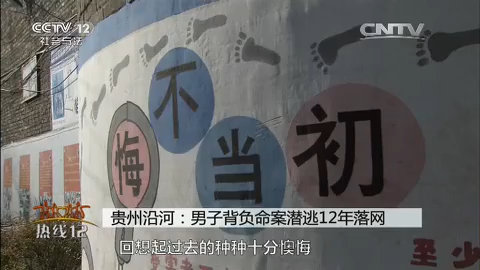 CCTV 12
社会与法
CNTV
悔不当初
贵州沿河：男子背负命案潜逃12年落网
热线12
回想起过去的种种十分懊悔
至少